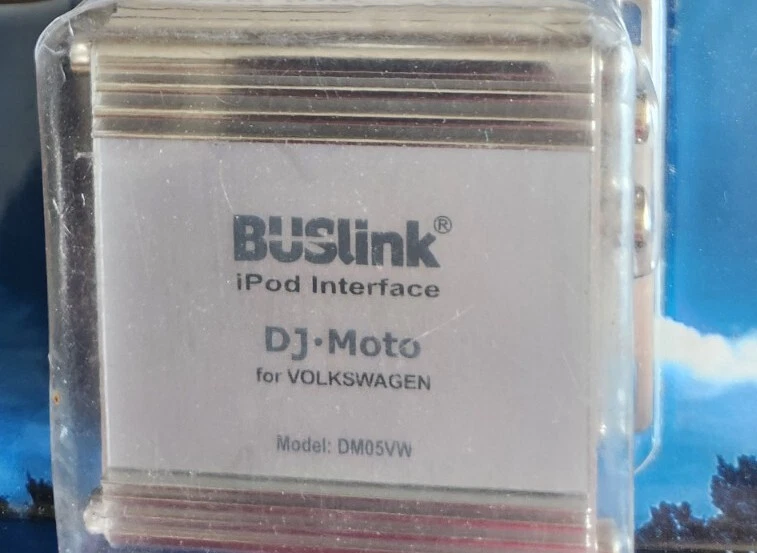 BUSlink®
iPod Interface
DJ·Moto
for VOLKSWAGEN
Model: DM05VW